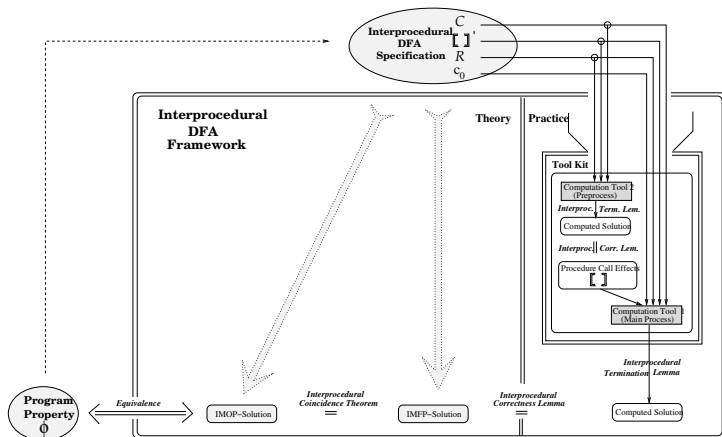 Interprocedural
DFA
Specification
C
[ ] '
R
c0
Interprocedural
DFA
Framework
Theory
Practice
Tool Kit
Computation Tool 2
(Preprocess)
Interproc. Term. Lem.
Computed Solution
Interproc. Corr. Lem.
Procedure Call Effects
[ ]
Computation Tool 1
(Main Process)
Interprocedural
Termination Lemma
Program
Property
ϕ
Equivalence
IMOP-Solution
Interprocedural
Coincidence Theorem
=
IMFP-Solution
Interprocedural
Correctness Lemma
=
Computed Solution